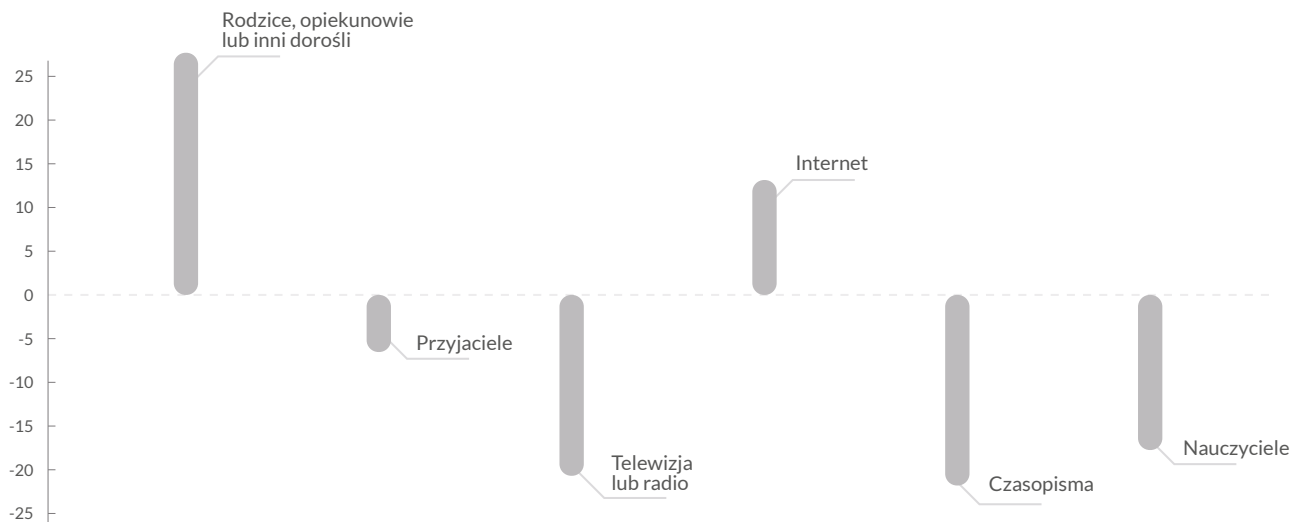 Rodzice, opiekunowie
lub inni dorośli
25
20
15
Internet
10
5
0
-5
Przyjaciele
-10
-15
Nauczyciele
Telewizja
-20
lub radio
Czasopisma
-25